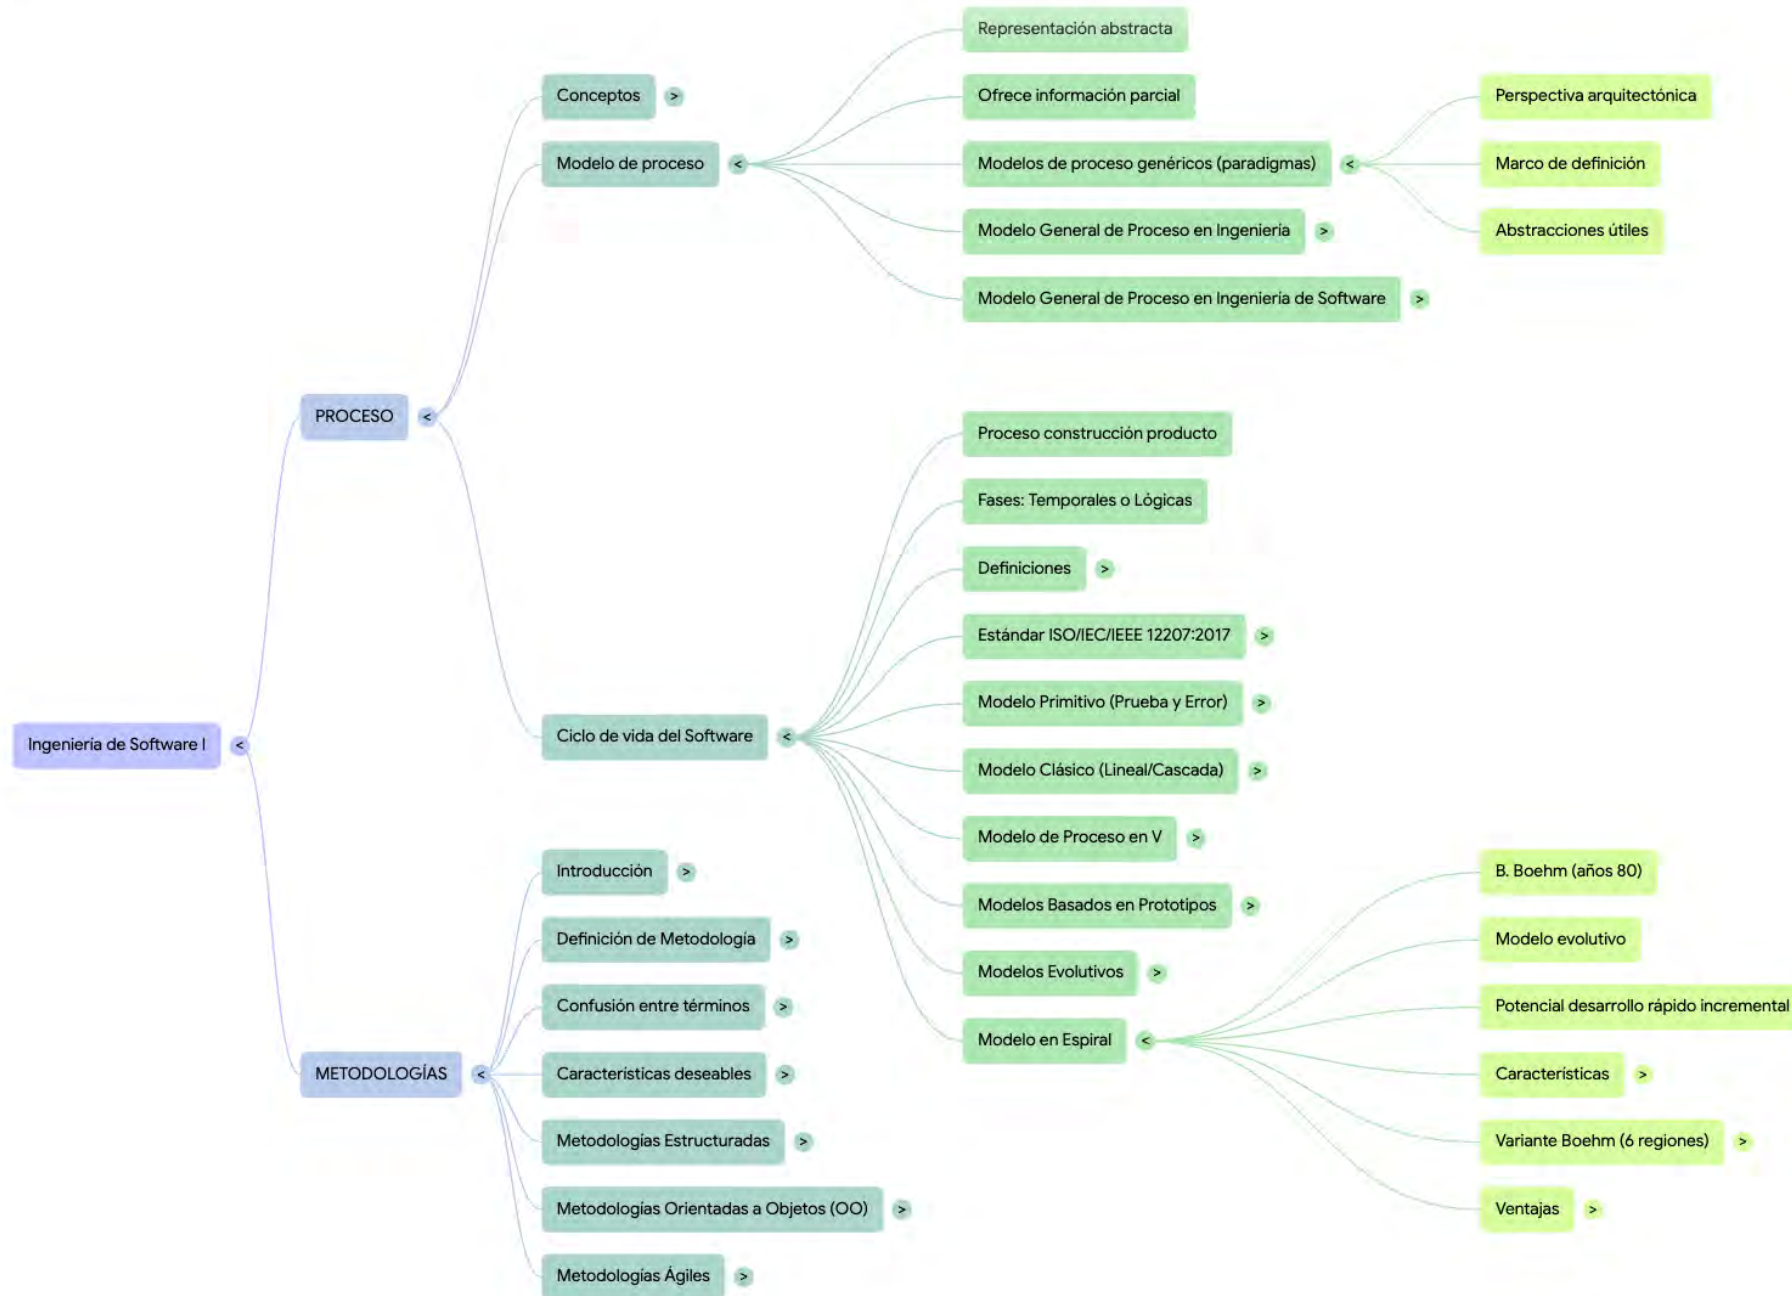 Ingeniería de Software I <
PROCESO <
Conceptos >
Modelo de proceso <
Representación abstracta
Ofrece información parcial
Modelos de proceso genéricos (paradigmas) <
Perspectiva arquitectónica
Marco de definición
Abstracciones útiles
Modelo General de Proceso en Ingeniería >
Modelo General de Proceso en Ingeniería de Software >
Ciclo de vida del Software <
Proceso construcción producto
Fases: Temporales o Lógicas
Definiciones >
Estándar ISO/IEC/IEEE 12207:2017 >
Modelo Primitivo (Prueba y Error) >
Modelo Clásico (Lineal/Cascada) >
Modelo de Proceso en V >
Modelos Basados en Prototipos >
Modelos Evolutivos >
Modelo en Espiral <
B. Boehm (años 80)
Modelo evolutivo
Potencial desarrollo rápido incremental
Características >
Variante Boehm (6 regiones) >
Ventajas >
METODOLOGÍAS <
Introducción >
Definición de Metodología >
Confusión entre términos >
Características deseables >
Metodologías Estructuradas >
Metodologías Orientadas a Objetos (OO) >
Metodologías Ágiles >